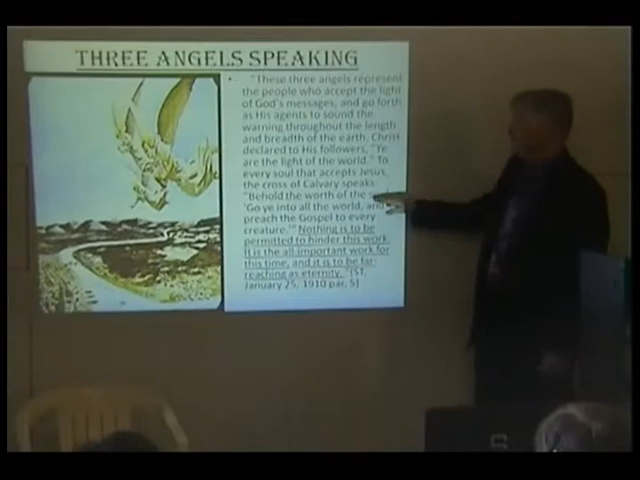 THREE ANGELS SPEAKING
• "These three angels represent
the people who accept the light
of God's messages, and go forth
as His agents to sound the
warning throughout the length
and breadth of the earth. Christ
declared to His followers, "Ye
are the light of the world." To
every soul that accepts Jesus,
the cross of Calvary speaks
"Behold the worth of the
'Go ye into all the world, and
preach the Gospel to every
creature.'" Nothing is to be
permitted to hinder this work.
It is the all important work for
this time, and it is to be far-
reaching as eternity. " {ST,
January 25, 1910 par. 5}